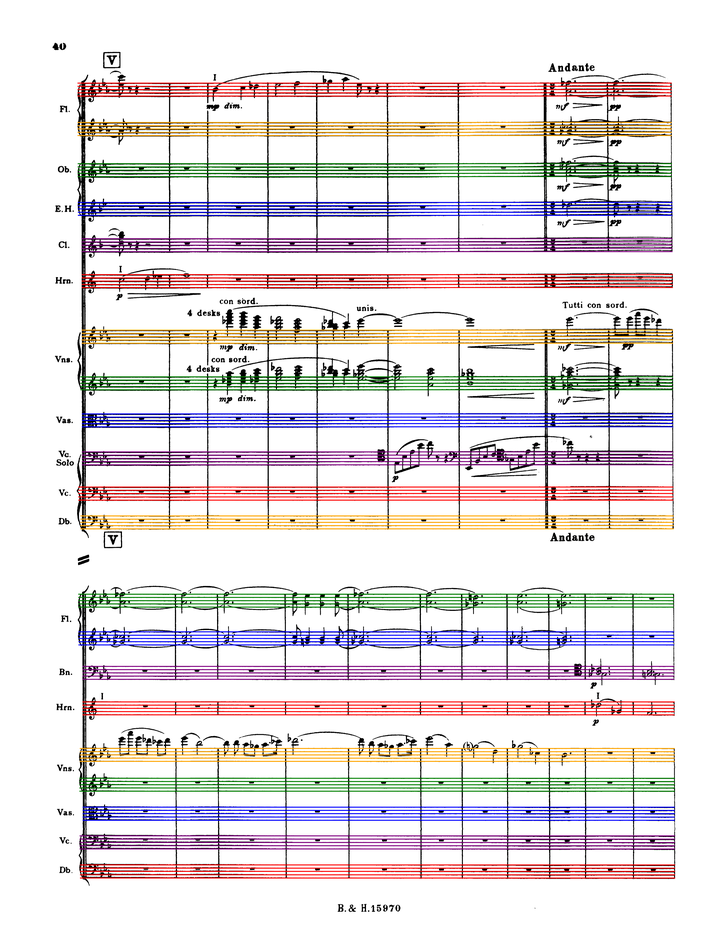 40
V
Andante
I
Fl.
mp dim.
mf
pp
mf
pp
Ob.
mf
pp
E.H.
mf
pp
Cl.
I
Hrn.
p
con sord.
4 desks
unis.
Tutti con sord.
Vns.
mp dim.
mf
pp
con sord.
4 desks
mp dim.
mf
Vas.
Vc.
Solo
p
Vc.
Db.
V
Andante
Fl.
Bn.
p
I
I
Hrn.
p
Vns.
Vas.
Vc.
Db.
B. & H. 15970